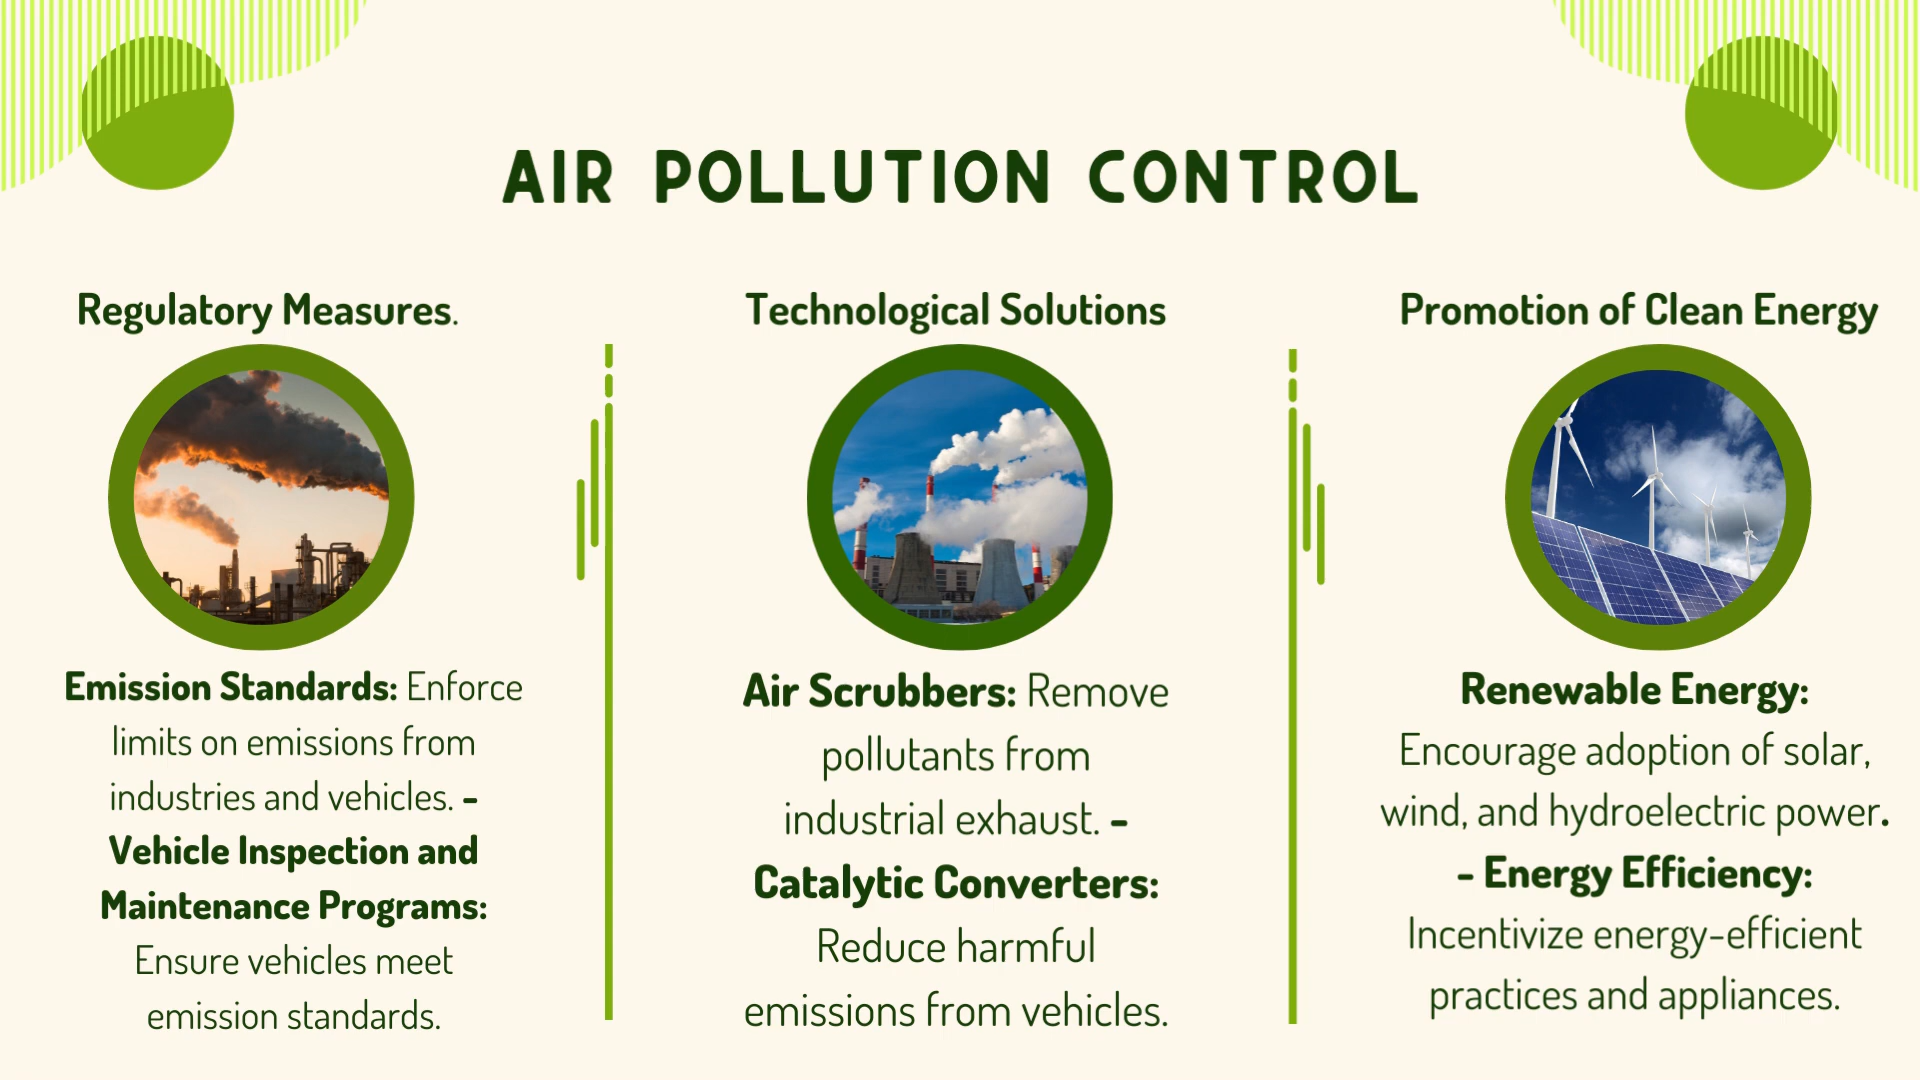 AIR POLLUTION CONTROL
Regulatory Measures.
Emission Standards: Enforce
limits on emissions from
industries and vehicles. -
Vehicle Inspection and
Maintenance Programs:
Ensure vehicles meet
emission standards.
Technological Solutions
Air Scrubbers: Remove
pollutants from
industrial exhaust. -
Catalytic Converters:
Reduce harmful
emissions from vehicles.
Promotion of Clean Energy
Renewable Energy:
Encourage adoption of solar,
wind, and hydroelectric power.
- Energy Efficiency:
Incentivize energy-efficient
practices and appliances.